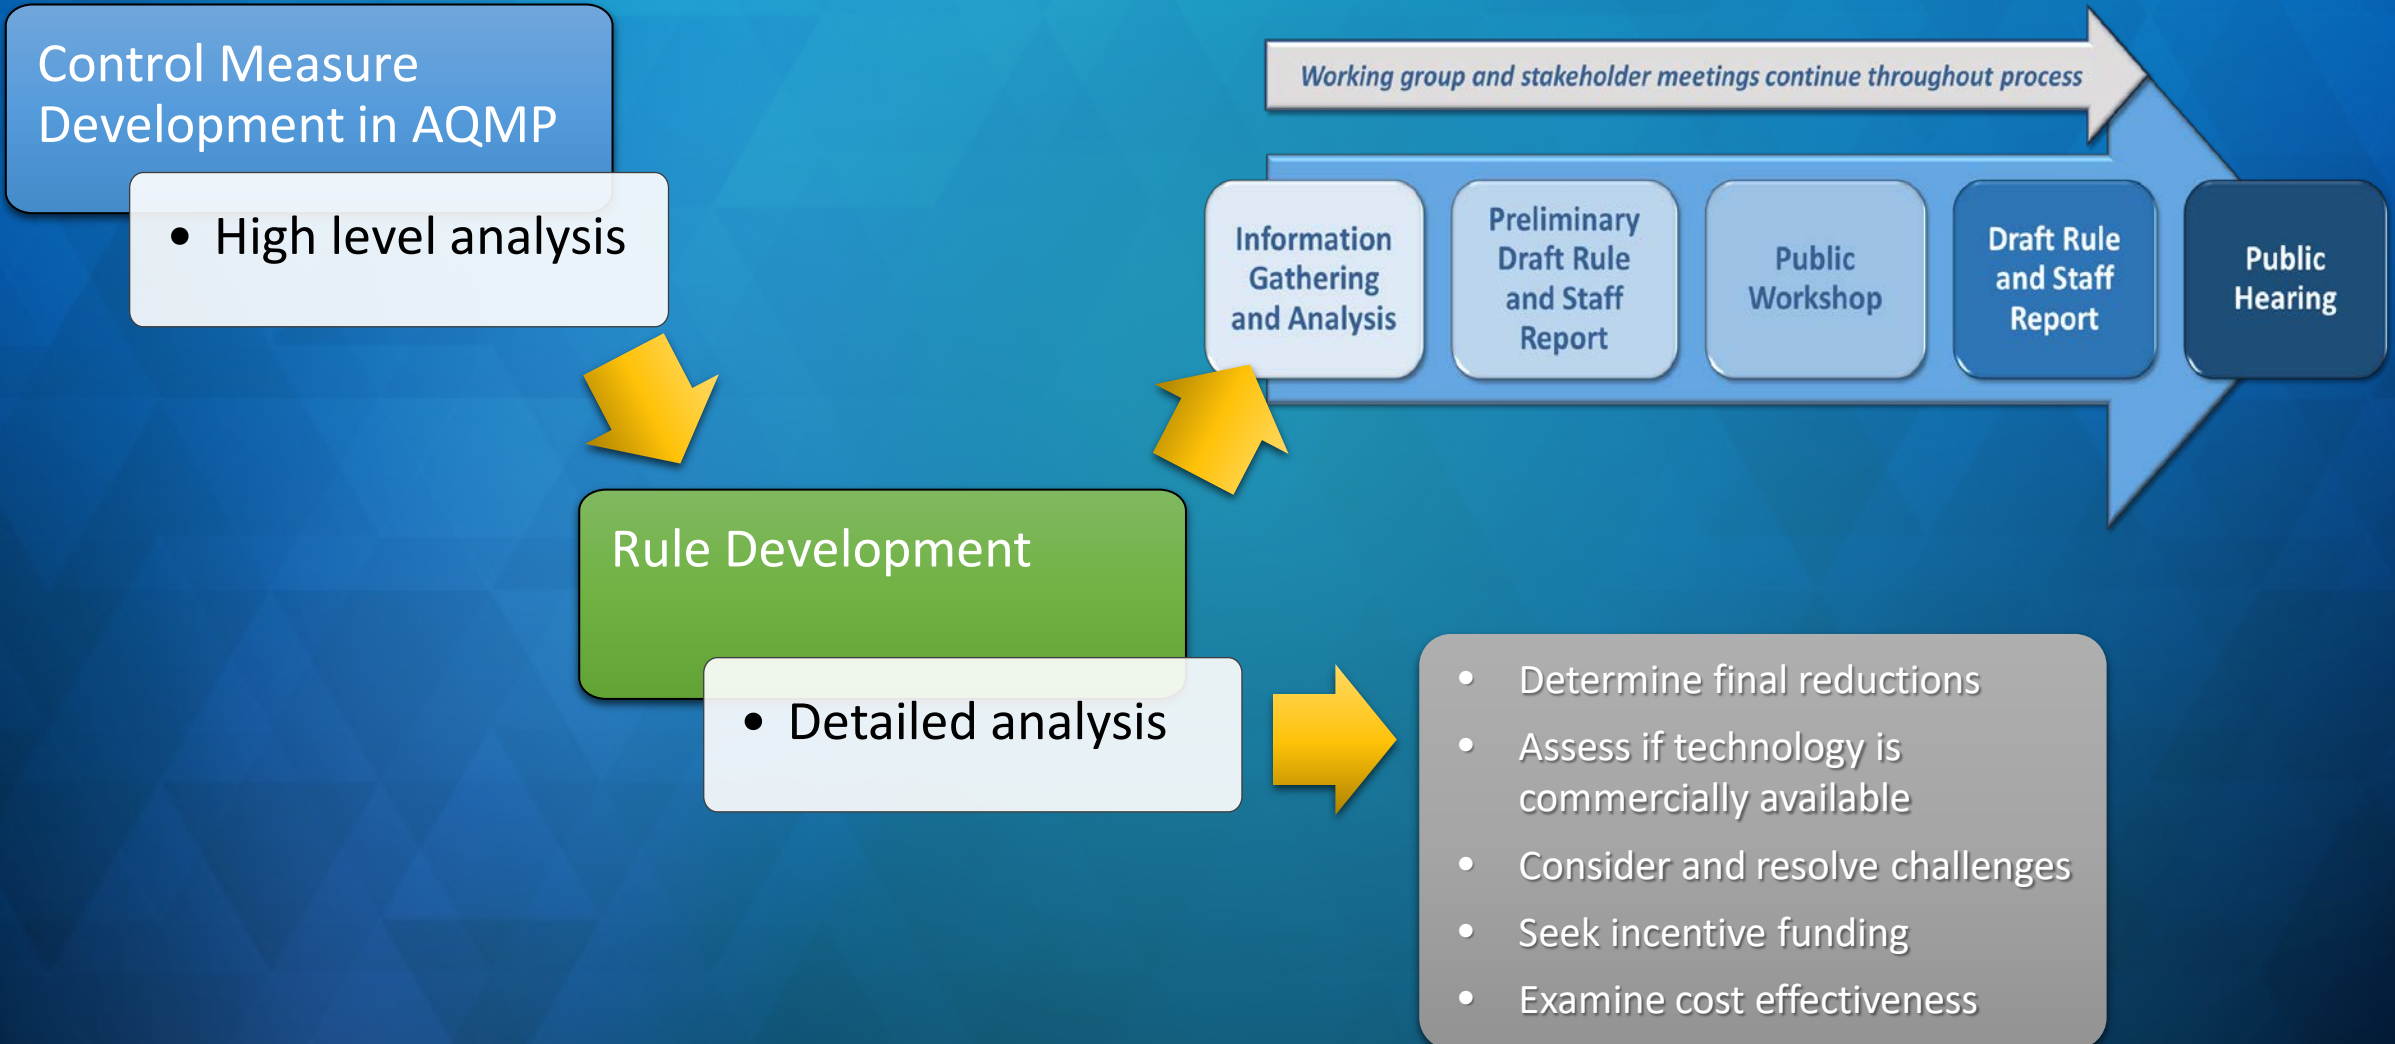 Control Measure
Development in AQMP
• High level analysis
Working group and stakeholder meetings continue throughout process
Information
Gathering
and Analysis
Preliminary
Draft Rule
and Staff
Report
Public
Workshop
Draft Rule
and Staff
Report
Public
Hearing
Rule Development
• Detailed analysis
• Determine final reductions
• Assess if technology is
commercially available
• Consider and resolve challenges
• Seek incentive funding
• Examine cost effectiveness